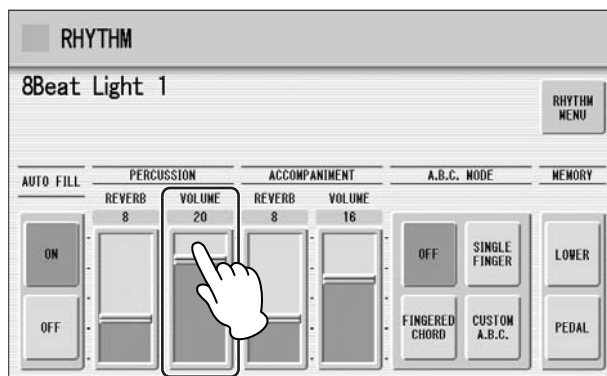 RHYTHM
8Beat Light 1
RHYTHM
MENU
AUTO FILL
PERCUSSION
ACCOMPANIMENT
A.B.C. MODE
MEMORY
REVERB
VOLUME
REVERB
VOLUME
8
20
8
16
ON
OFF
OFF
SINGLE
FINGER
FINGERED
CHORD
CUSTOM
A.B.C.
LOWER
PEDAL